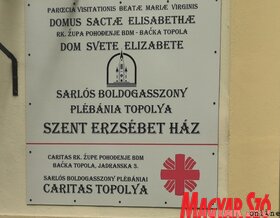 PARŒCIA VISITATIONIS BEATÆ MARIÆ VIRGINIS
DOMUS SACTÆ ELISABETHÆ
RK. ŽUPA POHOĐENJE BDM - BAČKA TOPOLA
DOM SVETE ELIZABETE
SARLÓS BOLDOGASSZONY
PLÉBÁNIA TOPOLYA
SZENT ERZSÉBET HÁZ
CARITAS RK. ŽUPE POHOĐENJE BDM
BAČKA TOPOLA, JADRANSKA 3.
SARLÓS BOLDOGASSZONY PLÉBÁNIAI
CARITAS TOPOLYA
Magyar Szó
online